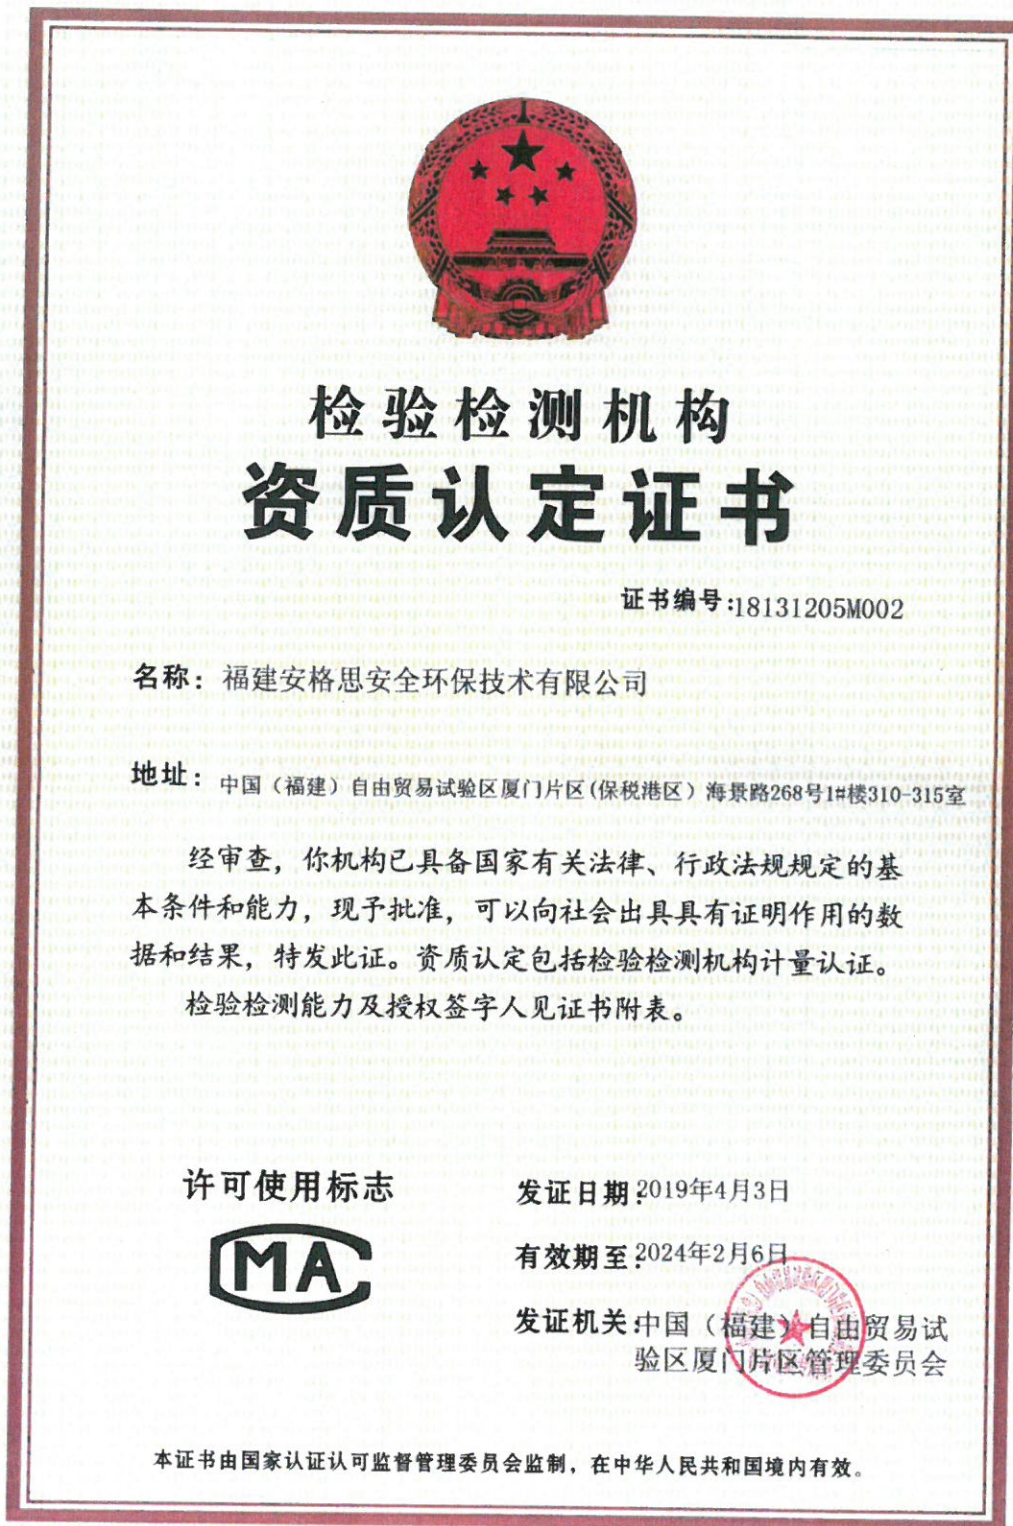 检验检测机构
资质认定证书
证书编号:18131205M002
名称：福建安格思安全环保技术有限公司
地址：中国（福建）自由贸易试验区厦门片区(保税港区）海景路268号1#楼310-315室
经审查，你机构已具备国家有关法律、行政法规规定的基
本条件和能力，现予批准，可以向社会出具具有证明作用的数
据和结果，特发此证。资质认定包括检验检测机构计量认证。
检验检测能力及授权签字人见证书附表。
许可使用标志
MA
发证日期:2019年4月3日
有效期至:2024年2月6日
发证机关:中国（福建）自由贸易试
验区厦门片区管理委员会
本证书由国家认证认可监督管理委员会监制，在中华人民共和国境内有效。